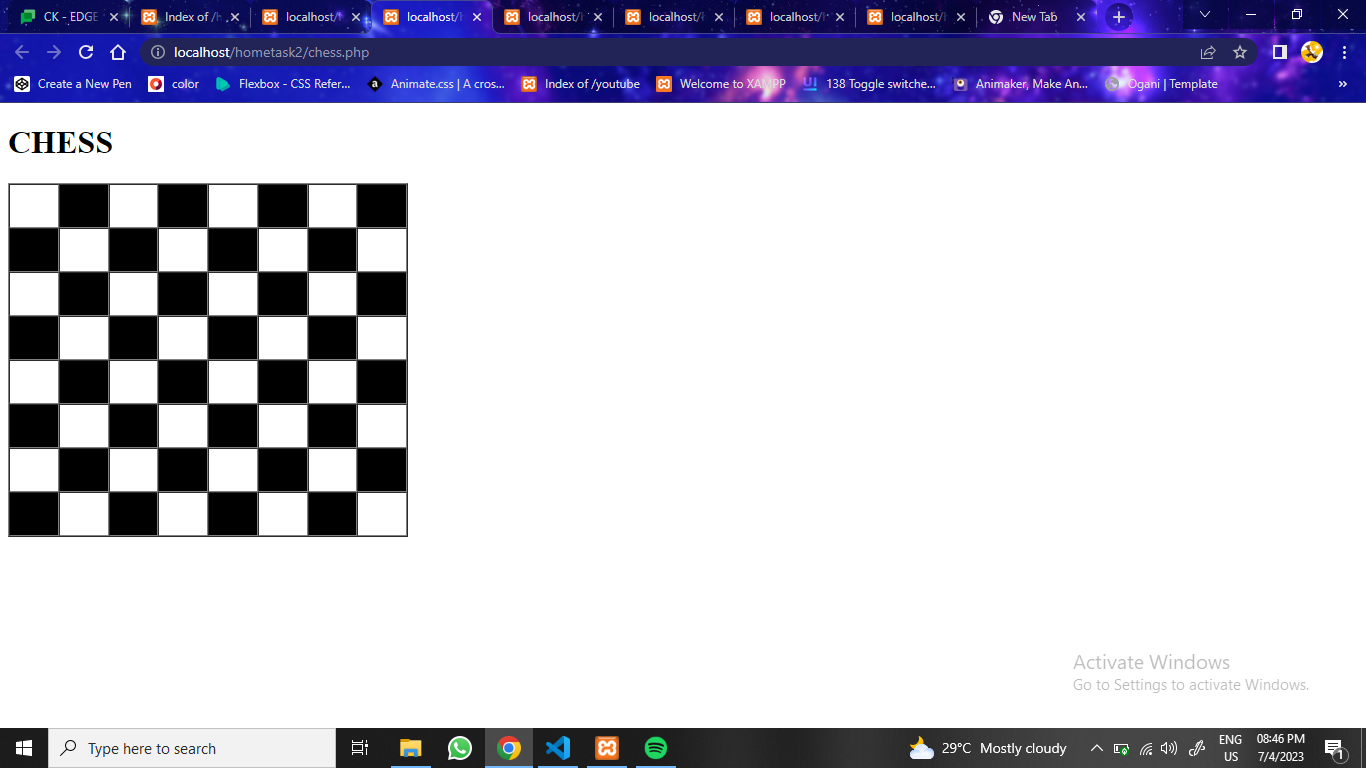 CK - EDGE
Index of /h
localhost/
localhost/
localhost/
localhost/
localhost/
localhost/
New Tab
localhost/hometask2/chess.php
Create a New Pen
color
Flexbox - CSS Refer...
Animate.css | A cros...
Index of /youtube
Welcome to XAMPP
138 Toggle switche...
Animaker, Make An...
Ogani | Template
»
CHESS
Activate Windows
Go to Settings to activate Windows.
Type here to search
29°C Mostly cloudy
ENG
US
08:46 PM
7/4/2023
1